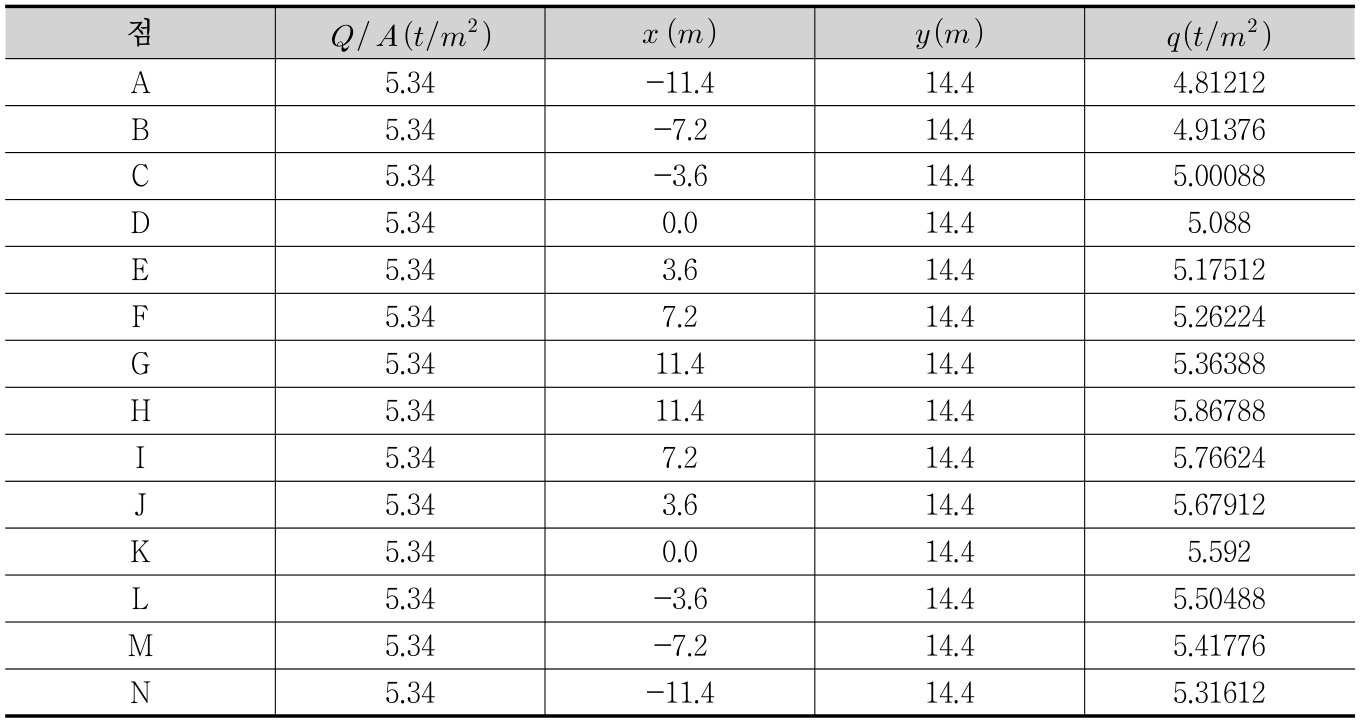 점 Q/A(t/m²) x(m) y(m) q(t/m²)
A 5.34 −11.4 14.4 4.81212
B 5.34 −7.2 14.4 4.91376
C 5.34 −3.6 14.4 5.00088
D 5.34 0.0 14.4 5.088
E 5.34 3.6 14.4 5.17512
F 5.34 7.2 14.4 5.26224
G 5.34 11.4 14.4 5.36388
H 5.34 11.4 14.4 5.86788
I 5.34 7.2 14.4 5.76624
J 5.34 3.6 14.4 5.67912
K 5.34 0.0 14.4 5.592
L 5.34 −3.6 14.4 5.50488
M 5.34 −7.2 14.4 5.41776
N 5.34 −11.4 14.4 5.31612